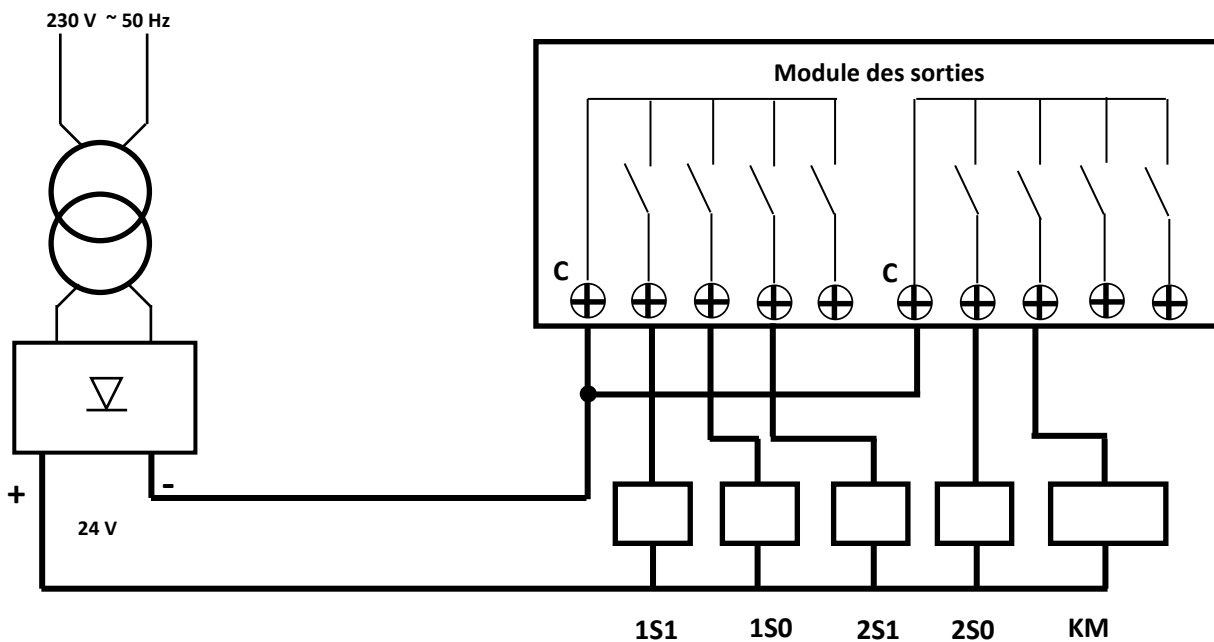 230 V ~ 50 Hz
Module des sorties
C
C
+
-
24 V
1S1
1S0
2S1
2S0
KM